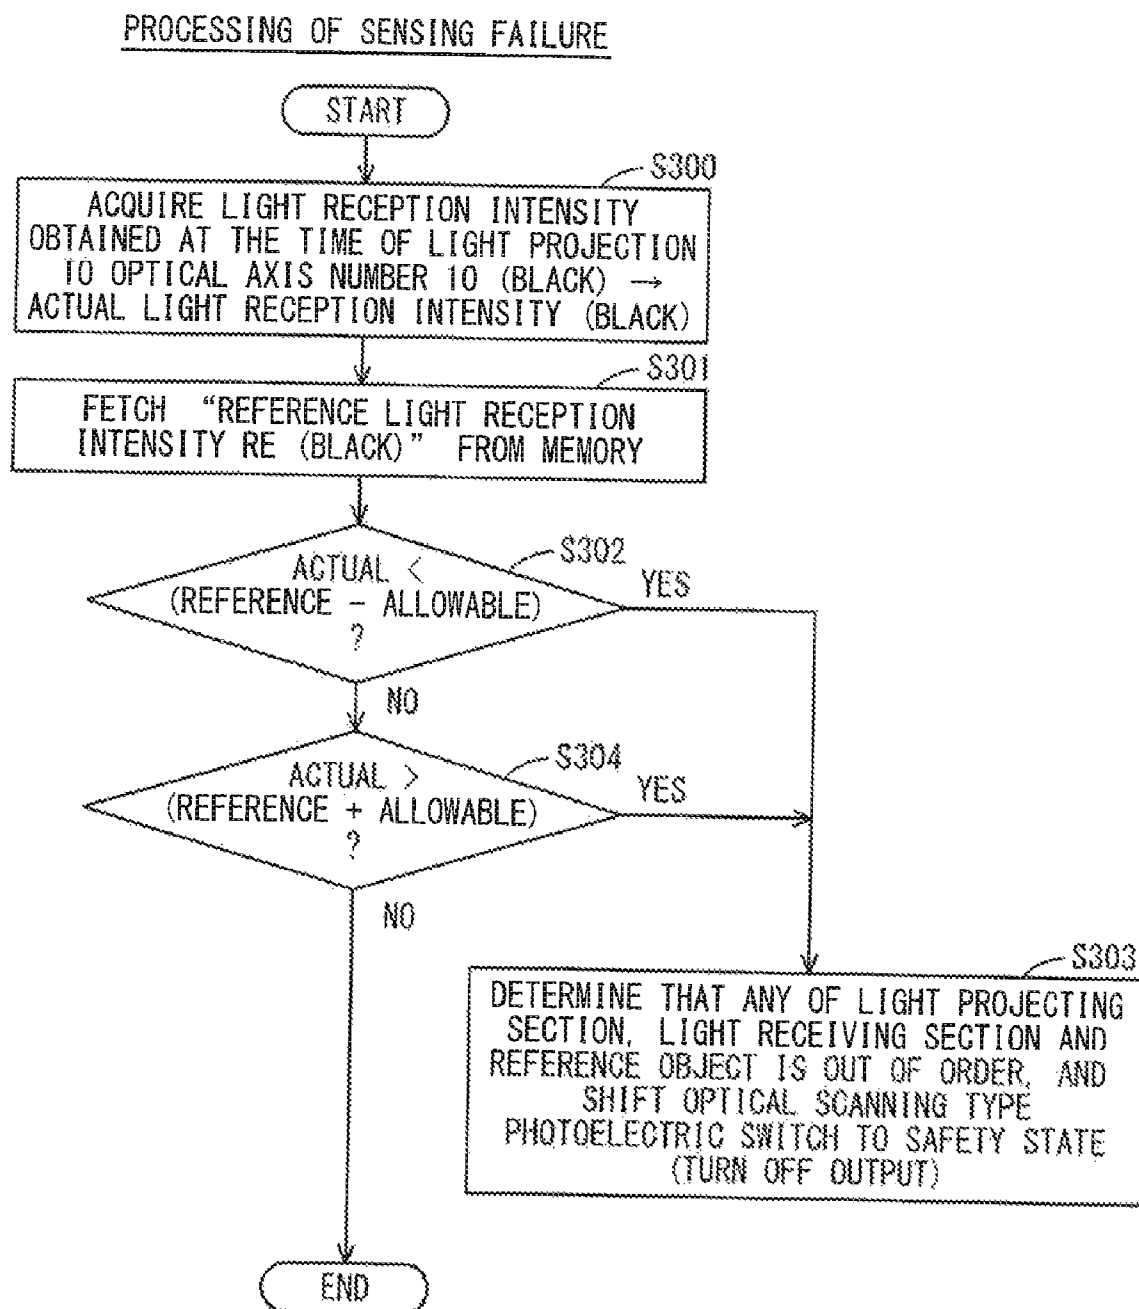 PROCESSING OF SENSING FAILURE
START
S300
ACQUIRE LIGHT RECEPTION INTENSITY
OBTAINED AT THE TIME OF LIGHT PROJECTION
TO OPTICAL AXIS NUMBER 10 (BLACK) →
ACTUAL LIGHT RECEPTION INTENSITY (BLACK)
S301
FETCH “REFERENCE LIGHT RECEPTION
INTENSITY RE (BLACK)” FROM MEMORY
S302
ACTUAL <
(REFERENCE - ALLOWABLE)
?
YES
NO
S304
ACTUAL >
(REFERENCE + ALLOWABLE)
?
YES
NO
S303
DETERMINE THAT ANY OF LIGHT PROJECTING
SECTION, LIGHT RECEIVING SECTION AND
REFERENCE OBJECT IS OUT OF ORDER, AND
SHIFT OPTICAL SCANNING TYPE
PHOTOELECTRIC SWITCH TO SAFETY STATE
(TURN OFF OUTPUT)
END